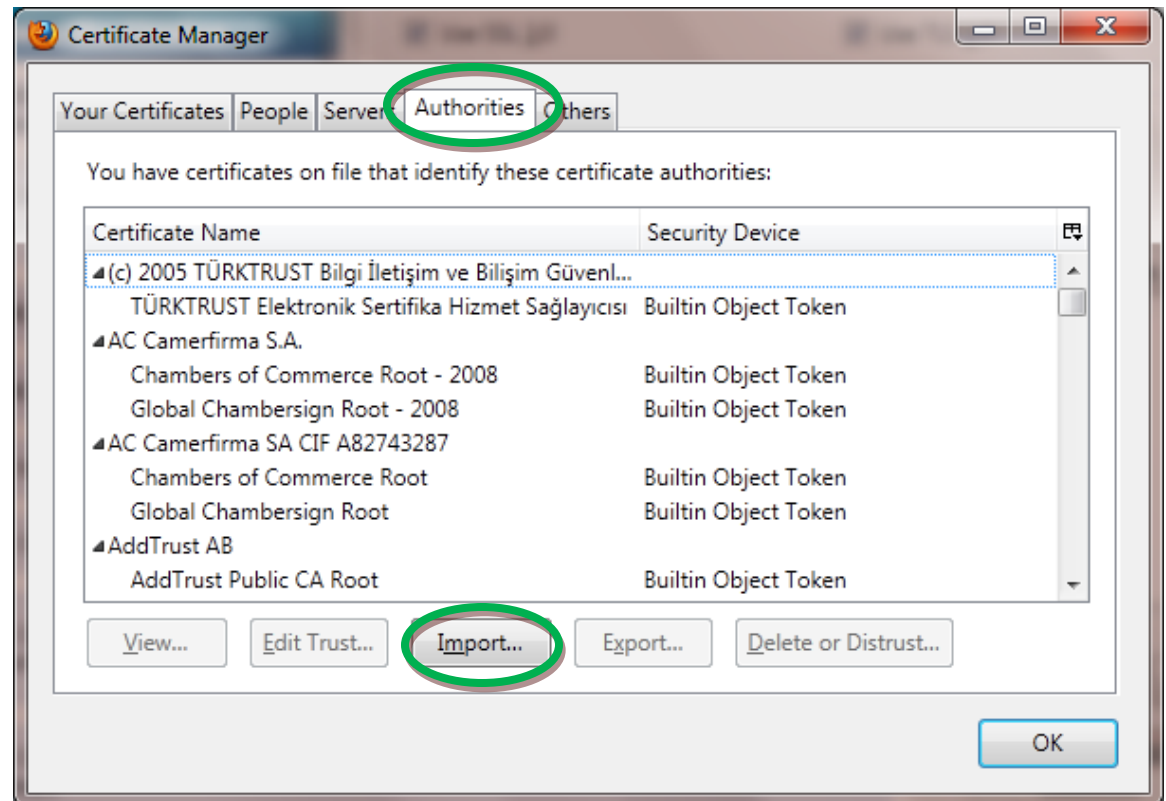 Certificate Manager
Your Certificates People Servers Authorities Others
You have certificates on file that identify these certificate authorities:
Certificate Name Security Device
(c) 2005 TÜRKTRUST Bilgi İletişim ve Bilişim Güvenl...
TÜRKTRUST Elektronik Sertifika Hizmet Sağlayıcısı Builtin Object Token
AC Camerfirma S.A.
Chambers of Commerce Root - 2008 Builtin Object Token
Global Chambersign Root - 2008 Builtin Object Token
AC Camerfirma SA CIF A82743287
Chambers of Commerce Root Builtin Object Token
Global Chambersign Root Builtin Object Token
AddTrust AB
AddTrust Public CA Root Builtin Object Token
View... Edit Trust... Import... Export... Delete or Distrust...
OK